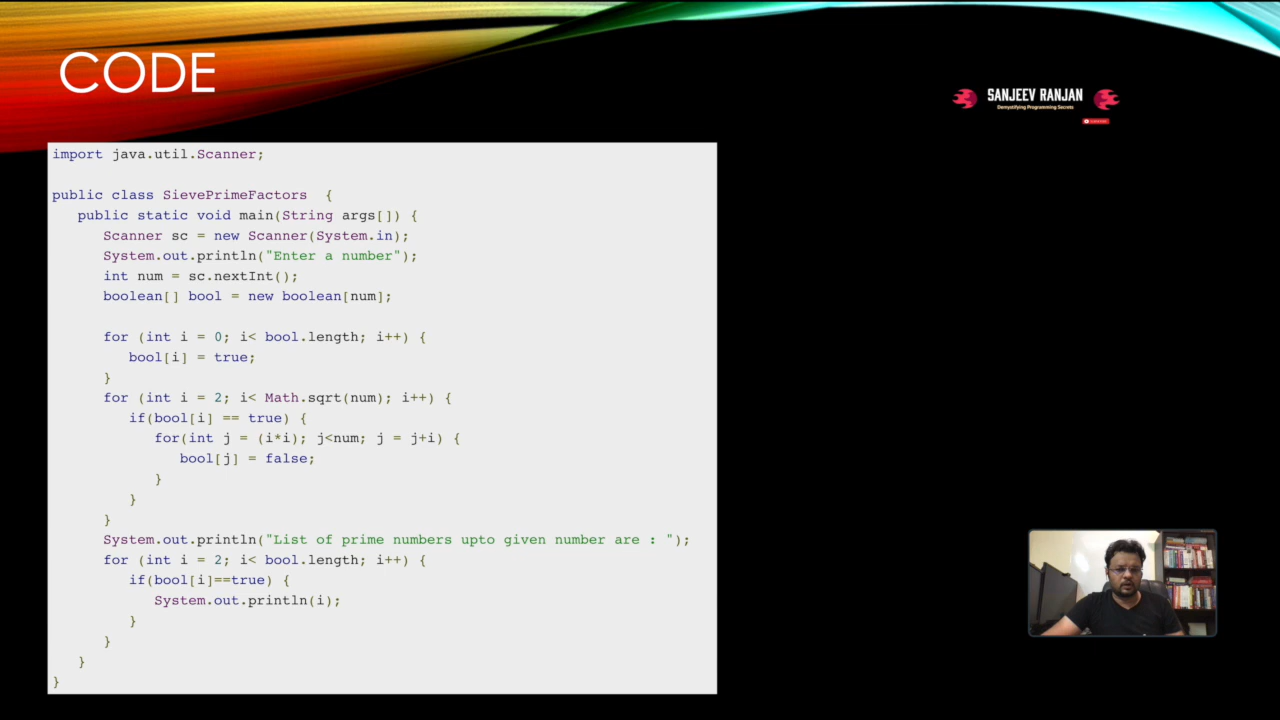 CODE
SANJEEV RANJAN
Demystifying Programming Secrets
import java.util.Scanner;
public class SievePrimeFactors  {
   public static void main(String args[]) {
      Scanner sc = new Scanner(System.in);
      System.out.println("Enter a number");
      int num = sc.nextInt();
      boolean[] bool = new boolean[num];
      for (int i = 0; i< bool.length; i++) {
         bool[i] = true;
      }
      for (int i = 2; i< Math.sqrt(num); i++) {
         if(bool[i] == true) {
            for(int j = (i*i); j<num; j = j+i) {
               bool[j] = false;
            }
         }
      }
      System.out.println("List of prime numbers upto given number are : ");
      for (int i = 2; i< bool.length; i++) {
         if(bool[i]==true) {
            System.out.println(i);
         }
      }
   }
}